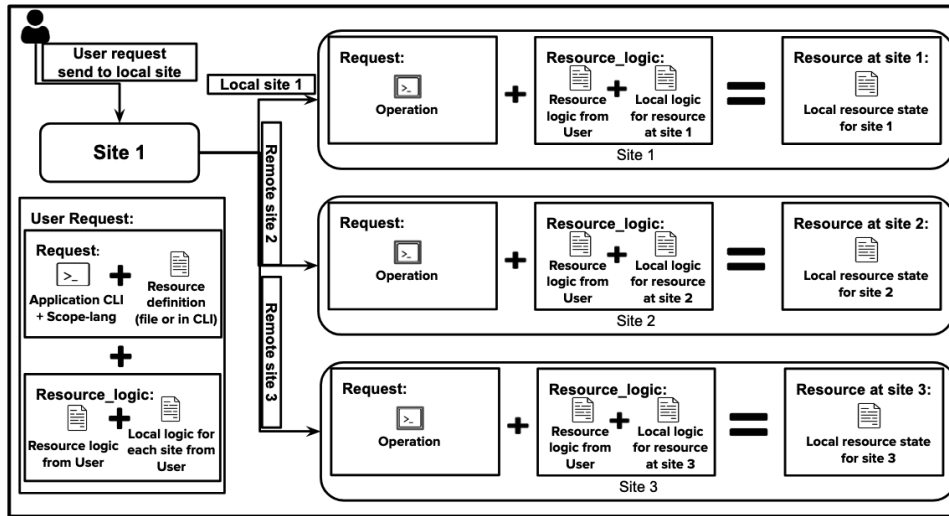 User request
send to local site
Site 1
Local site 1
Remote site 2
Remote site 3
User Request:
Request:
>_
Application CLI
+ Scope-lang
+
Resource
definition
(file or in CLI)
+
Resource_logic:
Resource logic
from User
+
Local logic for
each site from
User
Request:
>_
Operation
+
Resource_logic:
Resource
logic from
User
+
Local logic
for resource
at site 1
=
Resource at site 1:
Local resource state
for site 1
Site 1
Request:
>_
Operation
+
Resource_logic:
Resource
logic from
User
+
Local logic
for resource
at site 2
=
Resource at site 2:
Local resource state
for site 2
Site 2
Request:
>_
Operation
+
Resource_logic:
Resource
logic from
User
+
Local logic
for resource
at site 3
=
Resource at site 3:
Local resource state
for site 3
Site 3